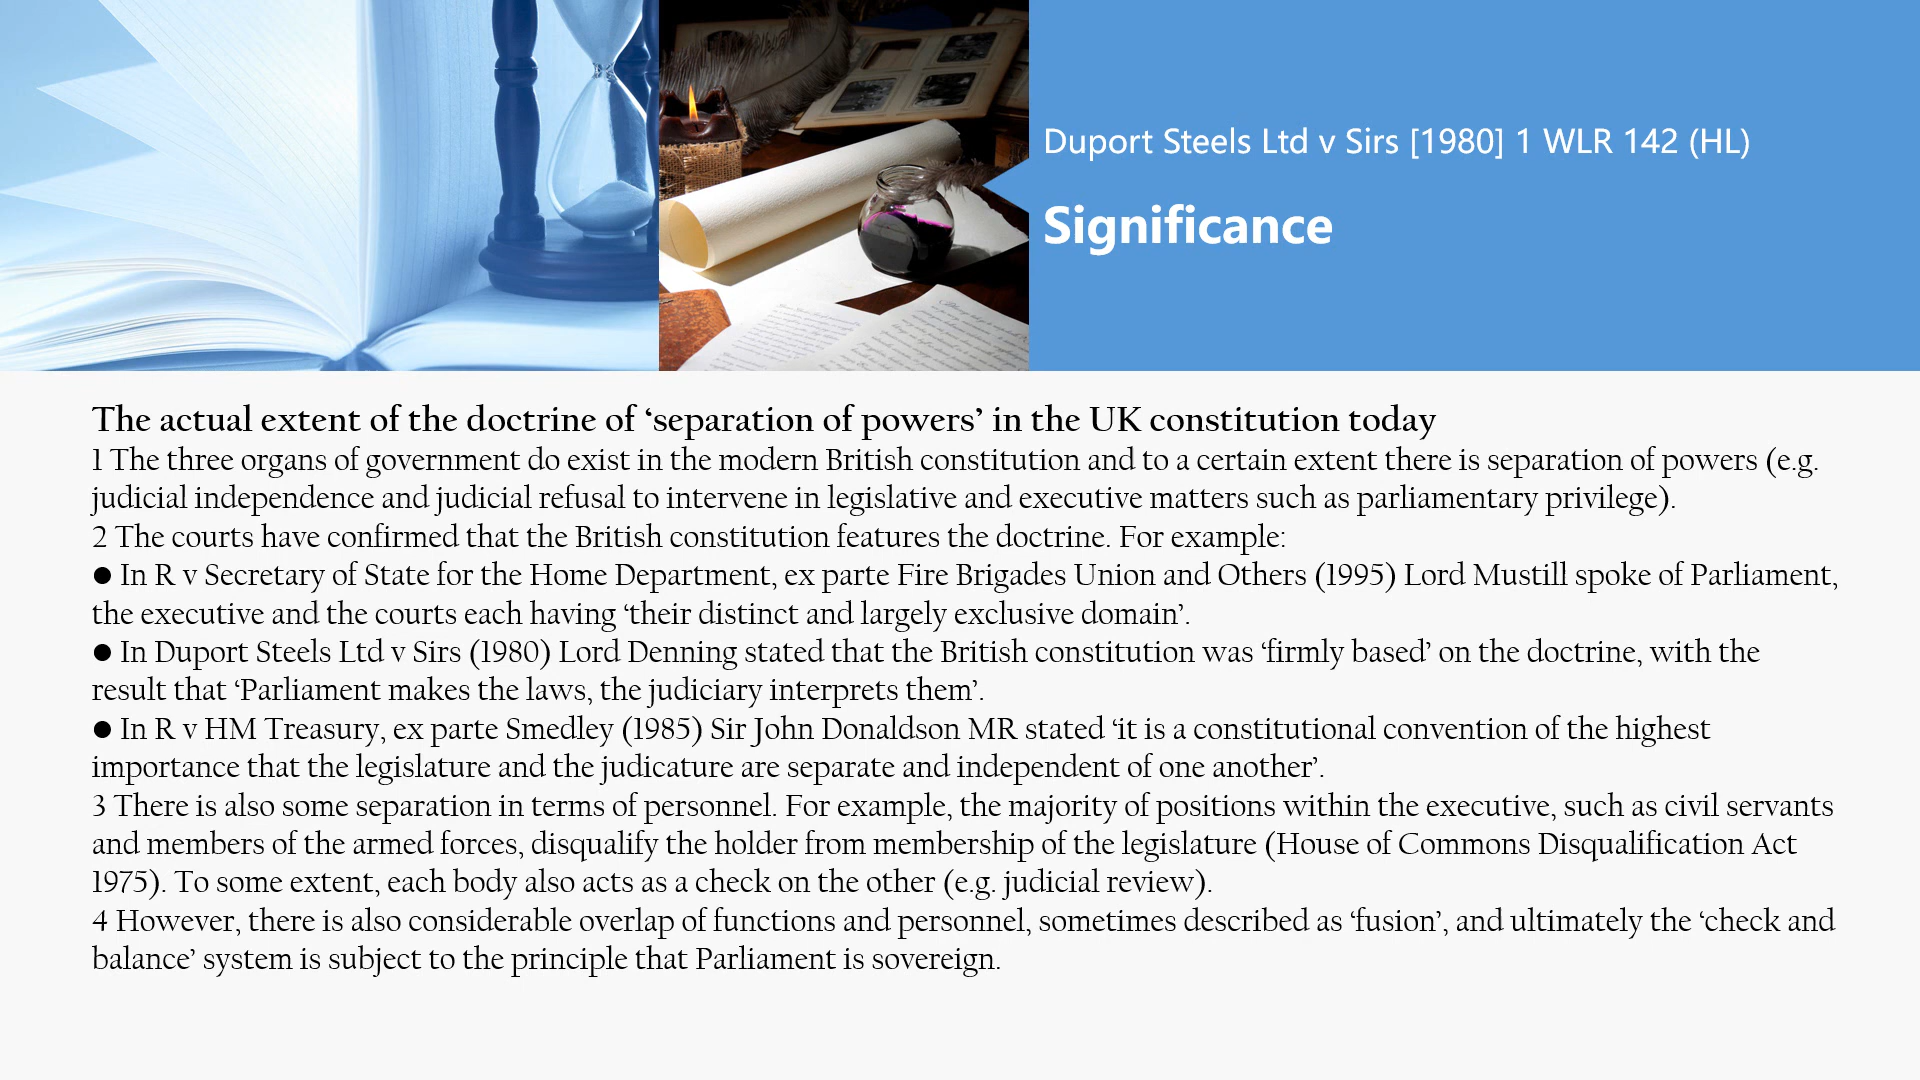 Duport Steels Ltd v Sirs [1980] 1 WLR 142 (HL)
Significance
The actual extent of the doctrine of ‘separation of powers’ in the UK constitution today
1 The three organs of government do exist in the modern British constitution and to a certain extent there is separation of powers (e.g.
judicial independence and judicial refusal to intervene in legislative and executive matters such as parliamentary privilege).
2 The courts have confirmed that the British constitution features the doctrine. For example:
● In R v Secretary of State for the Home Department, ex parte Fire Brigades Union and Others (1995) Lord Mustill spoke of Parliament,
the executive and the courts each having ‘their distinct and largely exclusive domain’.
● In Duport Steels Ltd v Sirs (1980) Lord Denning stated that the British constitution was ‘firmly based’ on the doctrine, with the
result that ‘Parliament makes the laws, the judiciary interprets them’.
● In R v HM Treasury, ex parte Smedley (1985) Sir John Donaldson MR stated ‘it is a constitutional convention of the highest
importance that the legislature and the judicature are separate and independent of one another’.
3 There is also some separation in terms of personnel. For example, the majority of positions within the executive, such as civil servants
and members of the armed forces, disqualify the holder from membership of the legislature (House of Commons Disqualification Act
1975). To some extent, each body also acts as a check on the other (e.g. judicial review).
4 However, there is also considerable overlap of functions and personnel, sometimes described as ‘fusion’, and ultimately the ‘check and
balance’ system is subject to the principle that Parliament is sovereign.